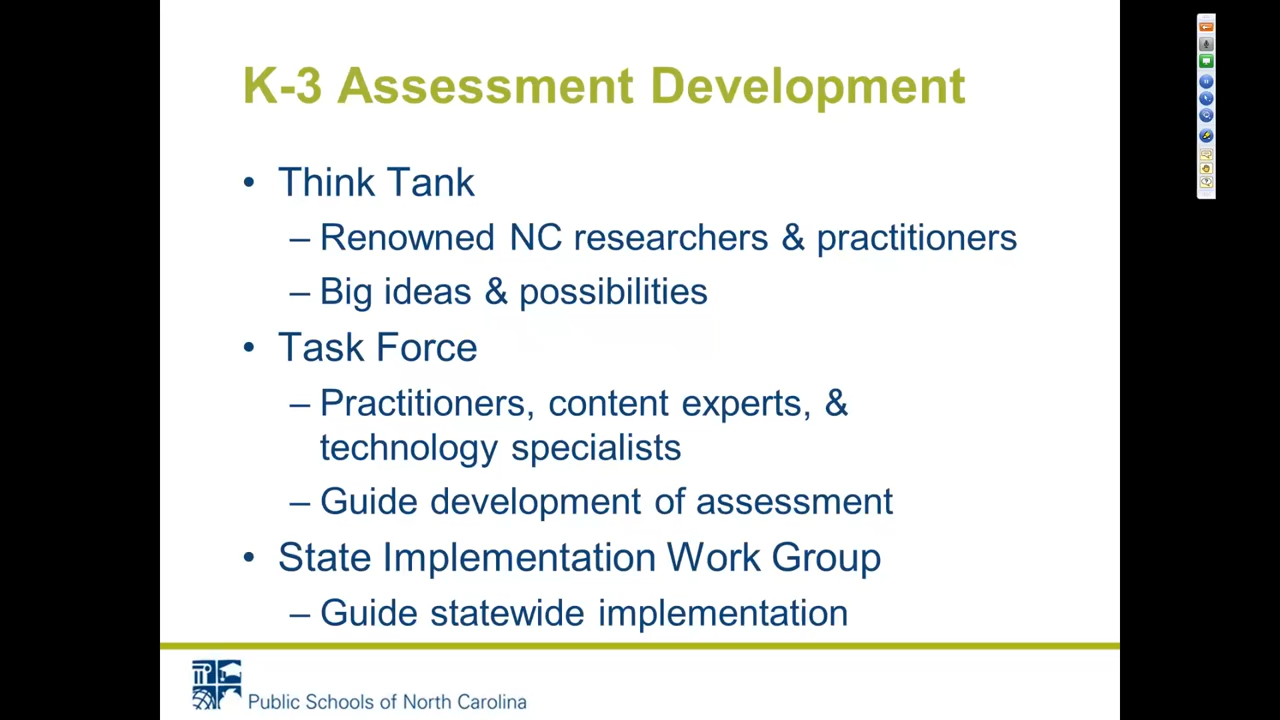 K-3 Assessment Development
• Think Tank
– Renowned NC researchers & practitioners
– Big ideas & possibilities
• Task Force
– Practitioners, content experts, &
technology specialists
– Guide development of assessment
• State Implementation Work Group
– Guide statewide implementation
Public Schools of North Carolina